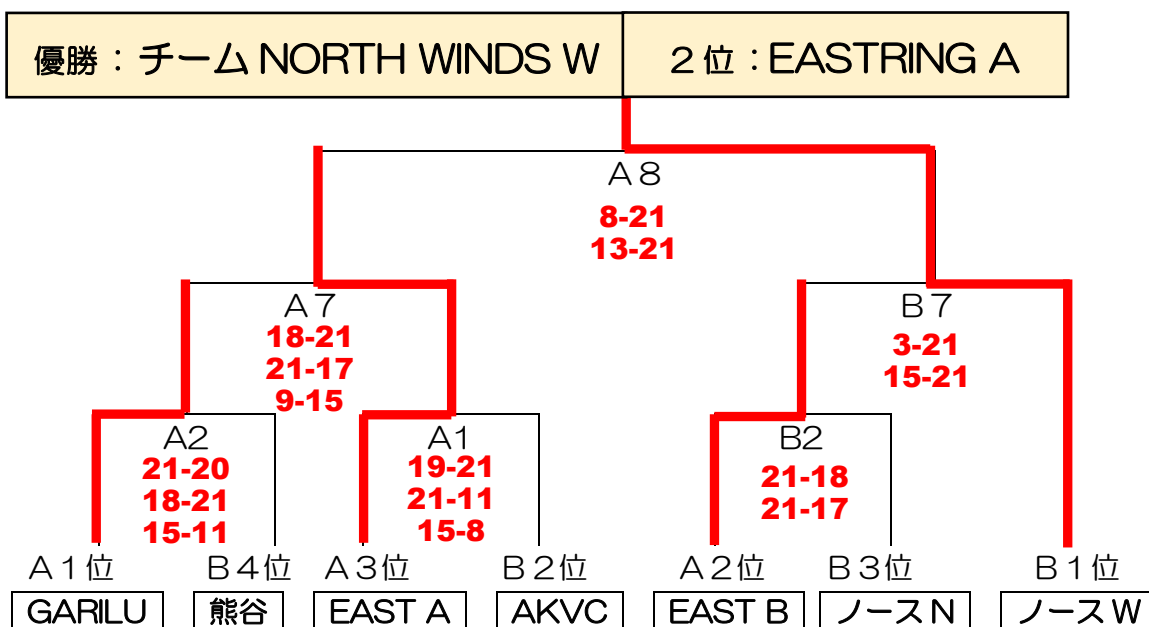 優勝：チーム NORTH WINDS W　２位：EASTRING A
A８
8-21
13-21
A７
18-21
21-17
9-15
B７
3-21
15-21
A2
21-20
18-21
15-11
A1
19-21
21-11
15-8
B2
21-18
21-17
A１位　B４位　A３位　B２位　A２位　B３位　B１位
GARILU　熊谷　EAST A　AKVC　EAST B　ノースN　ノースW